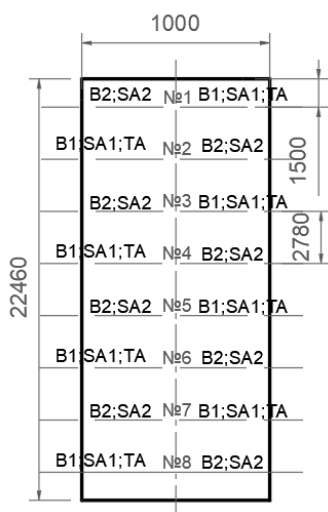 1000
B2;SA2 №1 B1;SA1;TA
B1;SA1;TA №2 B2;SA2
1500
B2;SA2 №3 B1;SA1;TA
B1;SA1;TA №4 B2;SA2
2780
22460
B2;SA2 №5 B1;SA1;TA
B1;SA1;TA №6 B2;SA2
B2;SA2 №7 B1;SA1;TA
B1;SA1;TA №8 B2;SA2